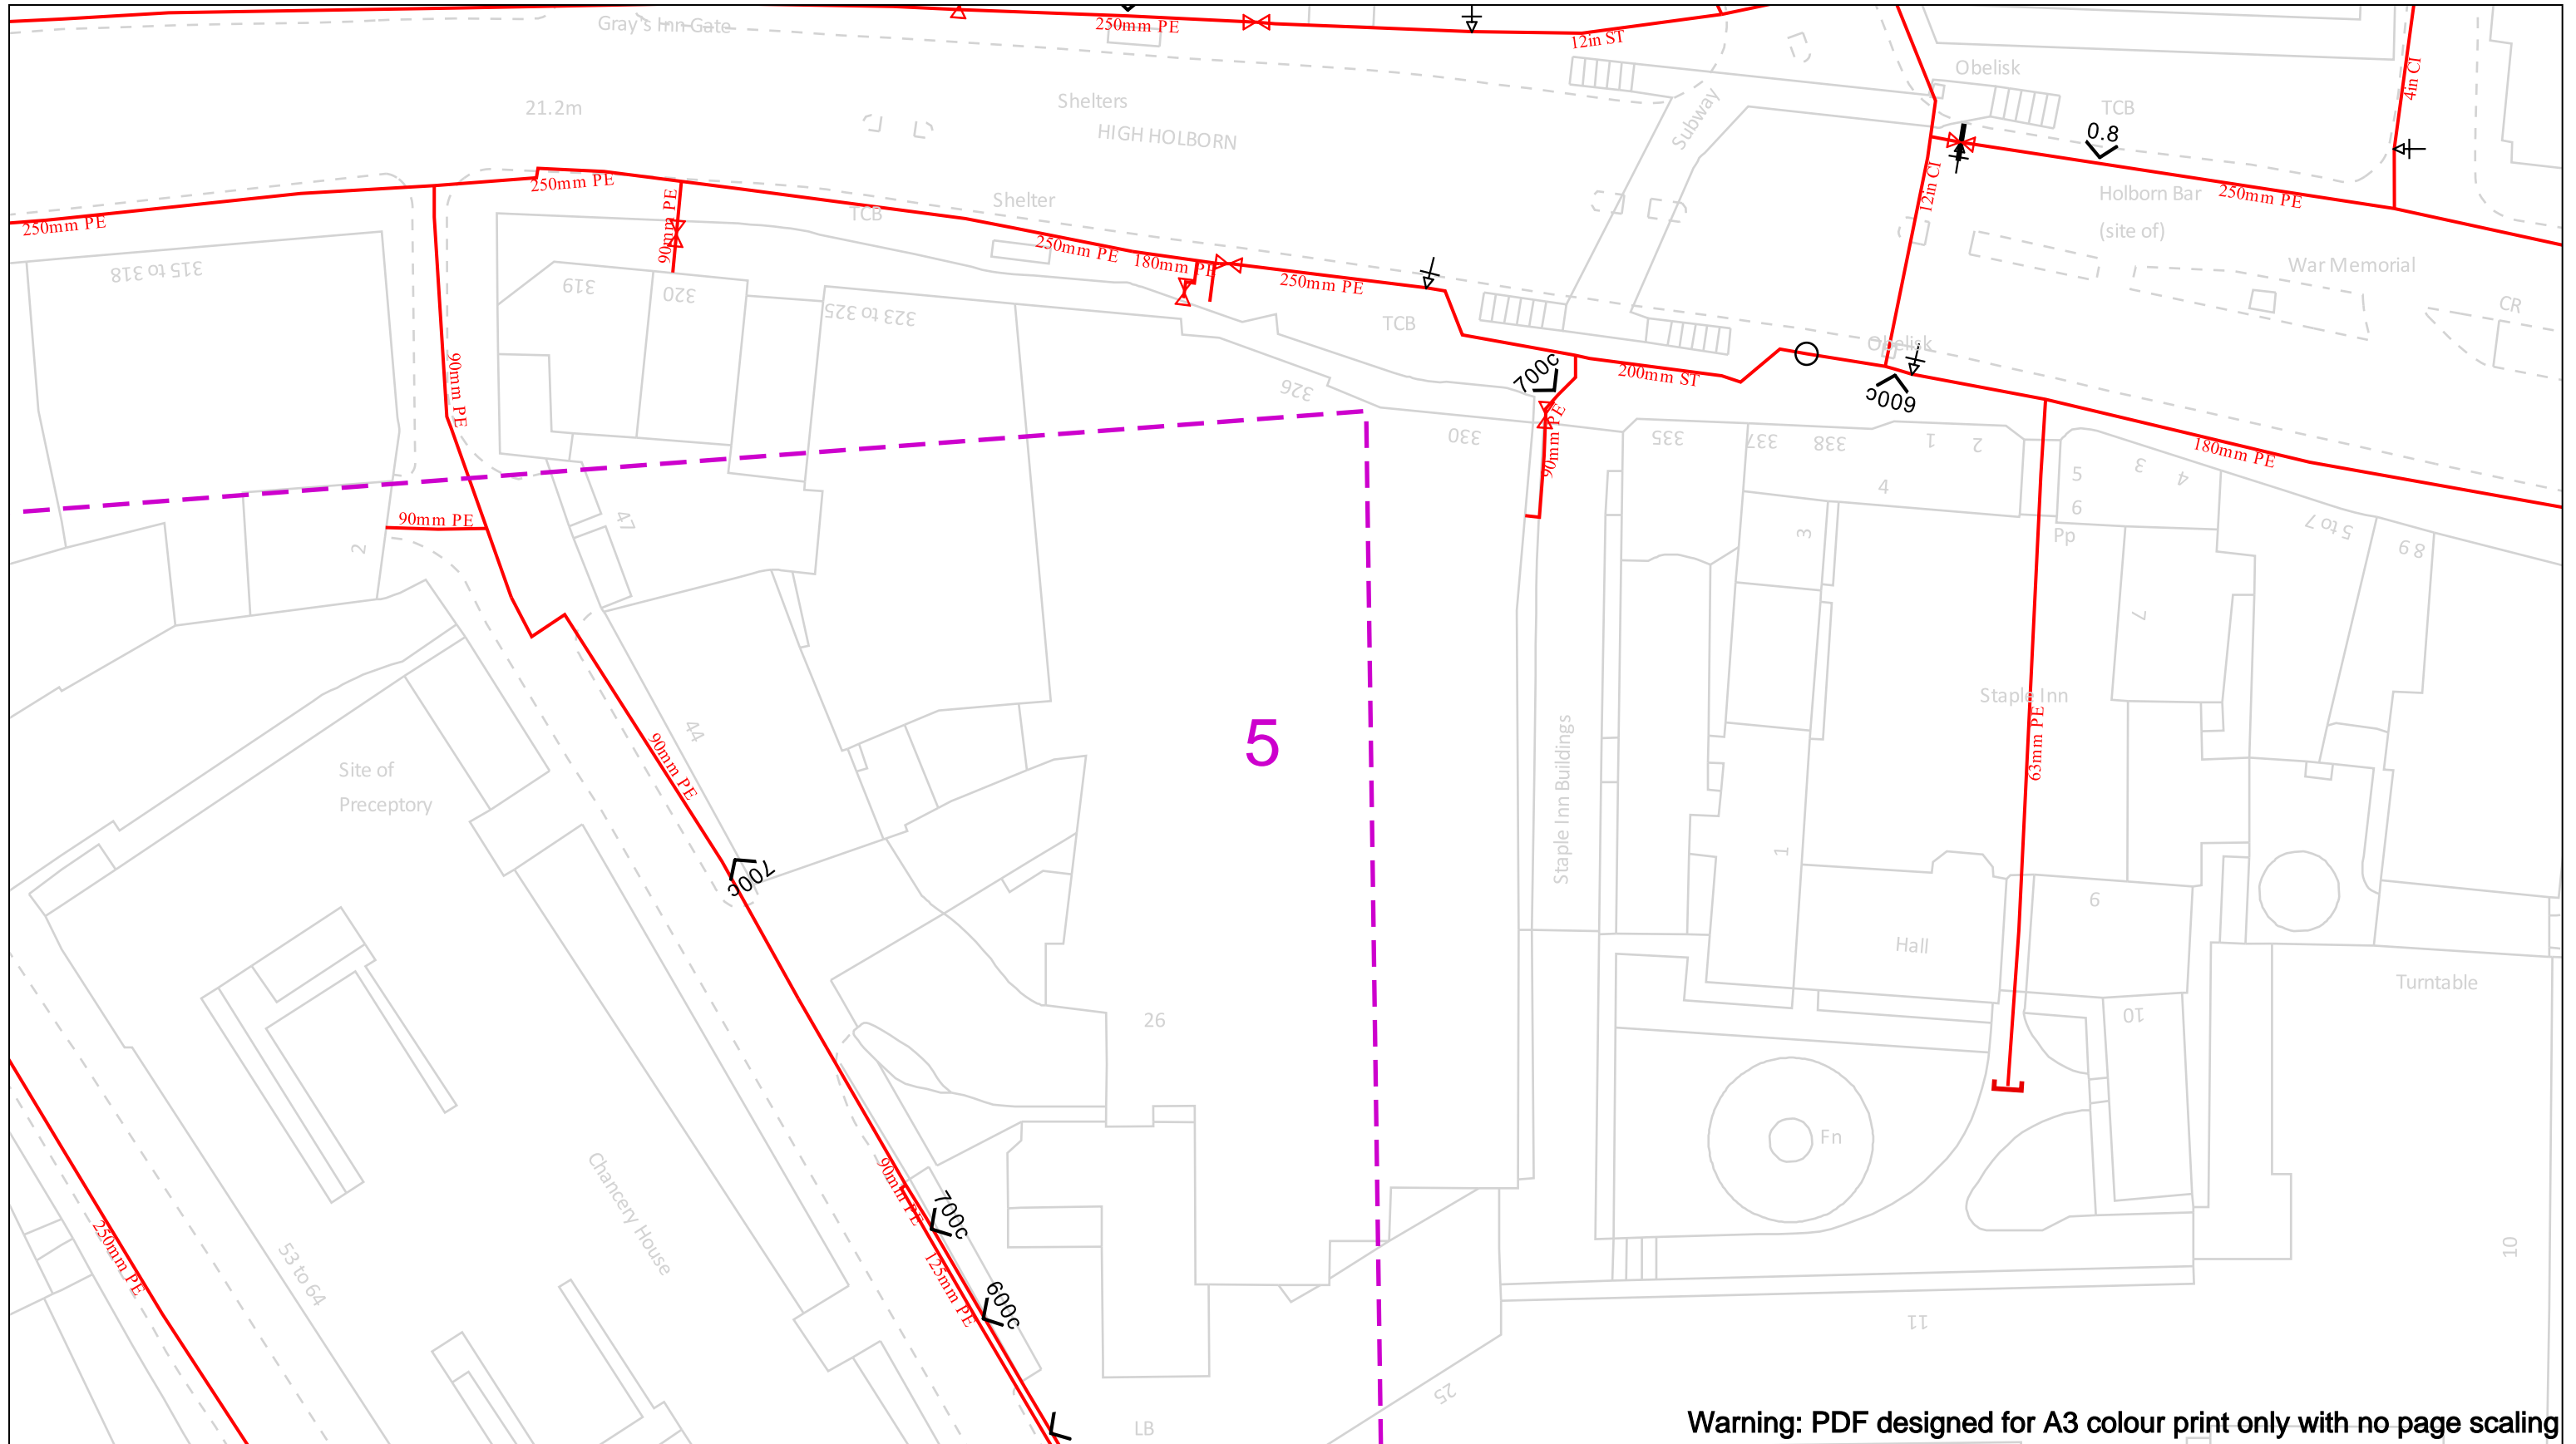 Gray's Inn Gate
250mm PE
12in ST
Obelisk
4in CI
21.2m
Shelters
HIGH HOLBORN
Subway
TCB
0.8
12in CI
Holborn Bar
(site of)
250mm PE
War Memorial
CR
250mm PE
250mm PE
90mm PE
TCB
Shelter
250mm PE
180mm PE
250mm PE
315 to 318
319
320
323 to 325
326
TCB
Obelisk
700c
200mm ST
600c
90mm PE
90mm PE
330
335
337
338
1
2
180mm PE
4
5
6
3
4
5 to 7
8 9
90mm PE
2
47
3
Pp
7
Staple Inn
63mm PE
5
44
90mm PE
Site of
Preceptory
Staple Inn Buildings
1
700c
6
Hall
Turntable
26
10
Fn
Chancery House
90mm PE
700c
125mm PE
600c
250mm PE
53 to 64
10
11
25
LB
Warning: PDF designed for A3 colour print only with no page scaling